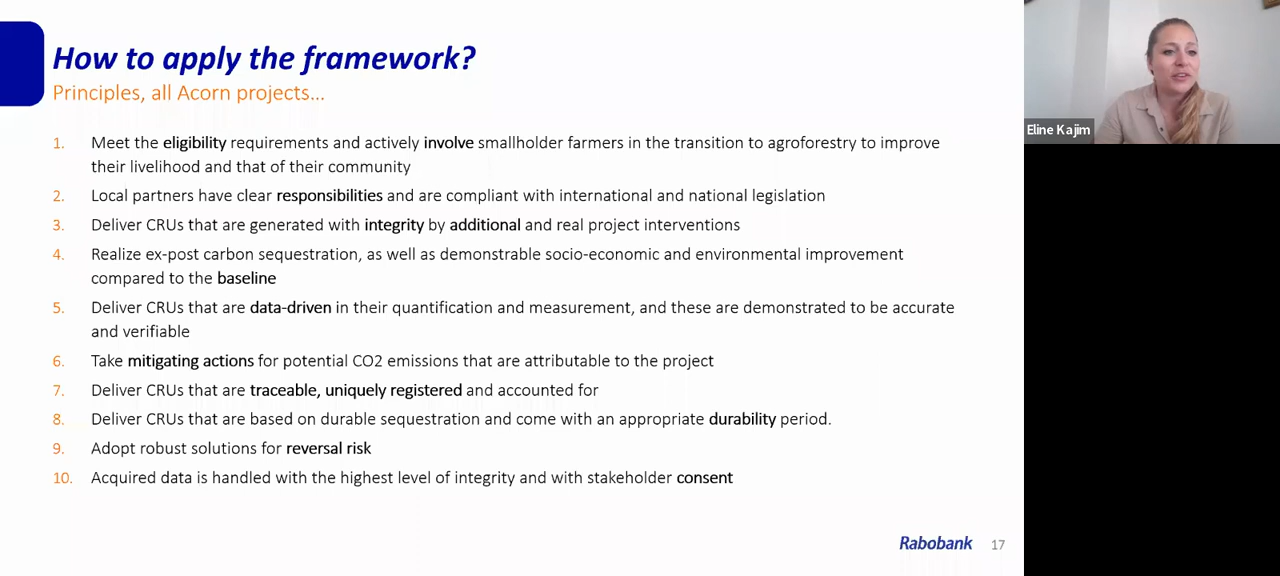 How to apply the framework?
Principles, all Acorn projects...
1. Meet the eligibility requirements and actively involve smallholder farmers in the transition to agroforestry to improve
their livelihood and that of their community
2. Local partners have clear responsibilities and are compliant with international and national legislation
3. Deliver CRUs that are generated with integrity by additional and real project interventions
4. Realize ex-post carbon sequestration, as well as demonstrable socio-economic and environmental improvement
compared to the baseline
5. Deliver CRUs that are data-driven in their quantification and measurement, and these are demonstrated to be accurate
and verifiable
6. Take mitigating actions for potential CO2 emissions that are attributable to the project
7. Deliver CRUs that are traceable, uniquely registered and accounted for
8. Deliver CRUs that are based on durable sequestration and come with an appropriate durability period.
9. Adopt robust solutions for reversal risk
10. Acquired data is handled with the highest level of integrity and with stakeholder consent
Rabobank 17
Eline Kajim